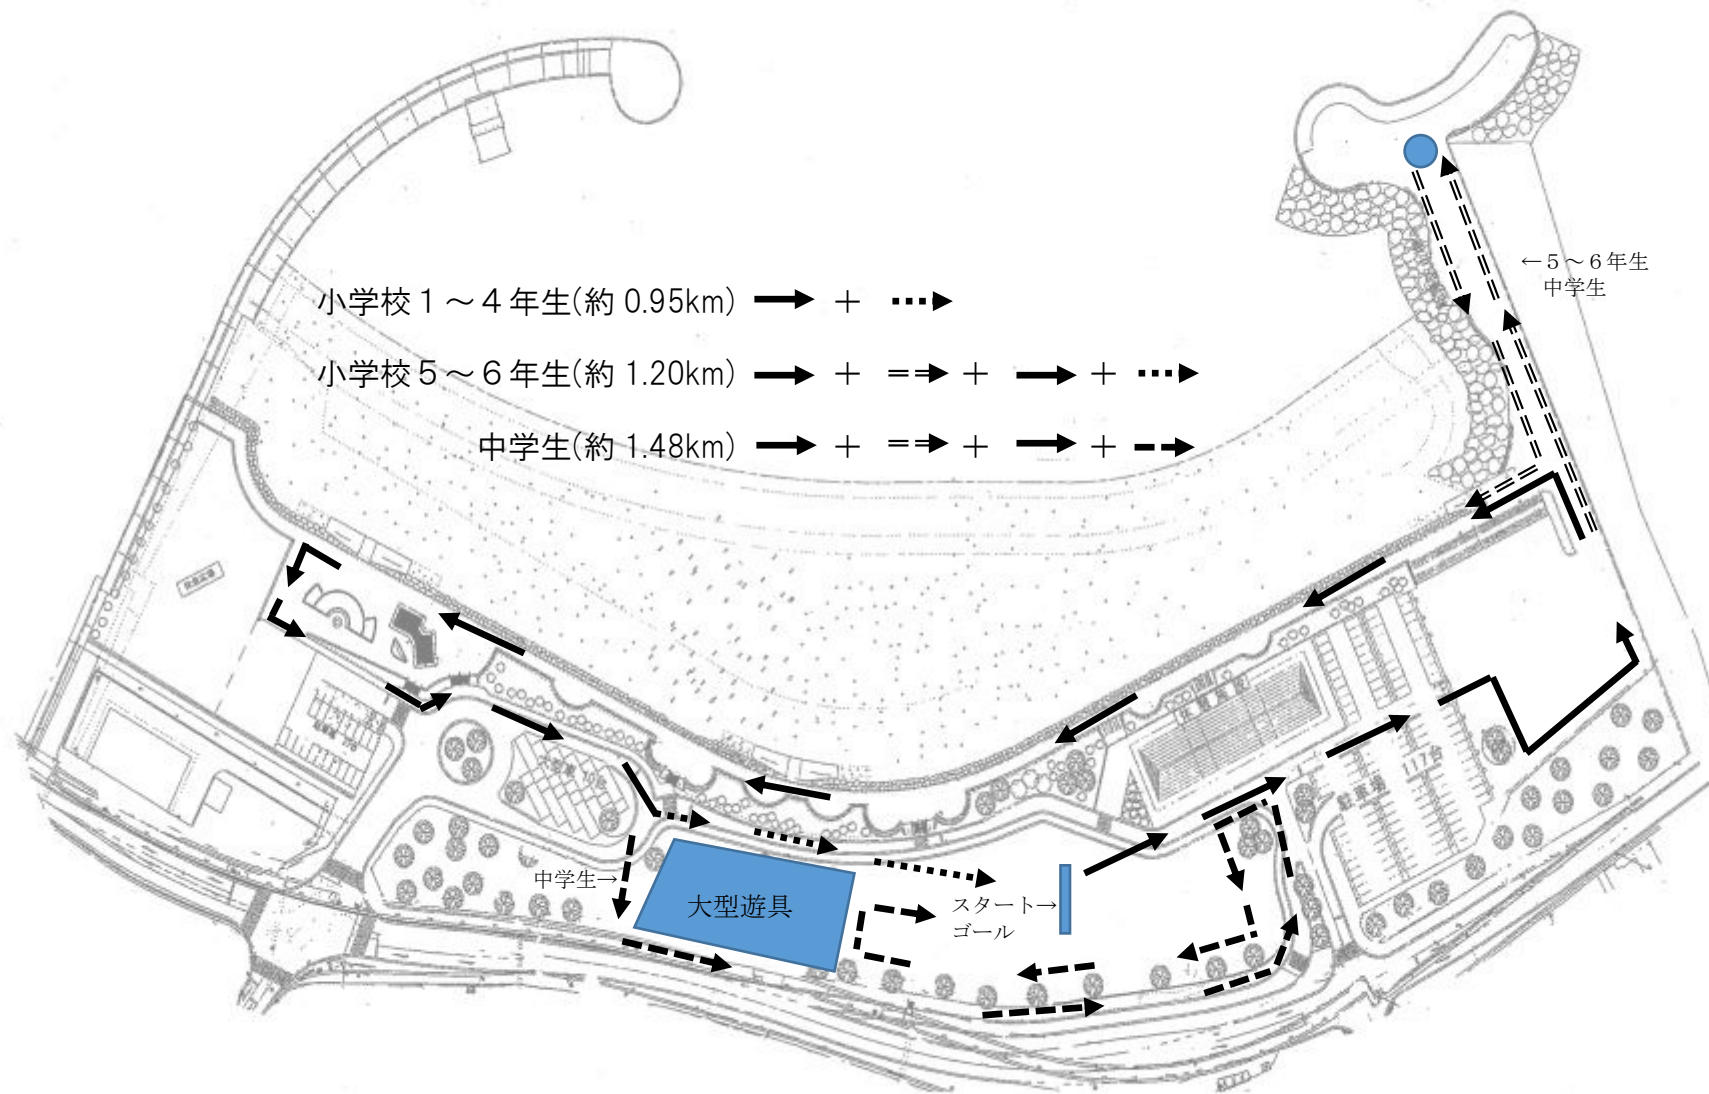 小学校１～４年生(約 0.95km) ＋
小学校５～６年生(約 1.20km) ＋ ＋ ＋
中学生(約 1.48km) ＋ ＋ ＋
←５～６年生
中学生
中学生→
大型遊具
スタート→
ゴール
駐車場 117台